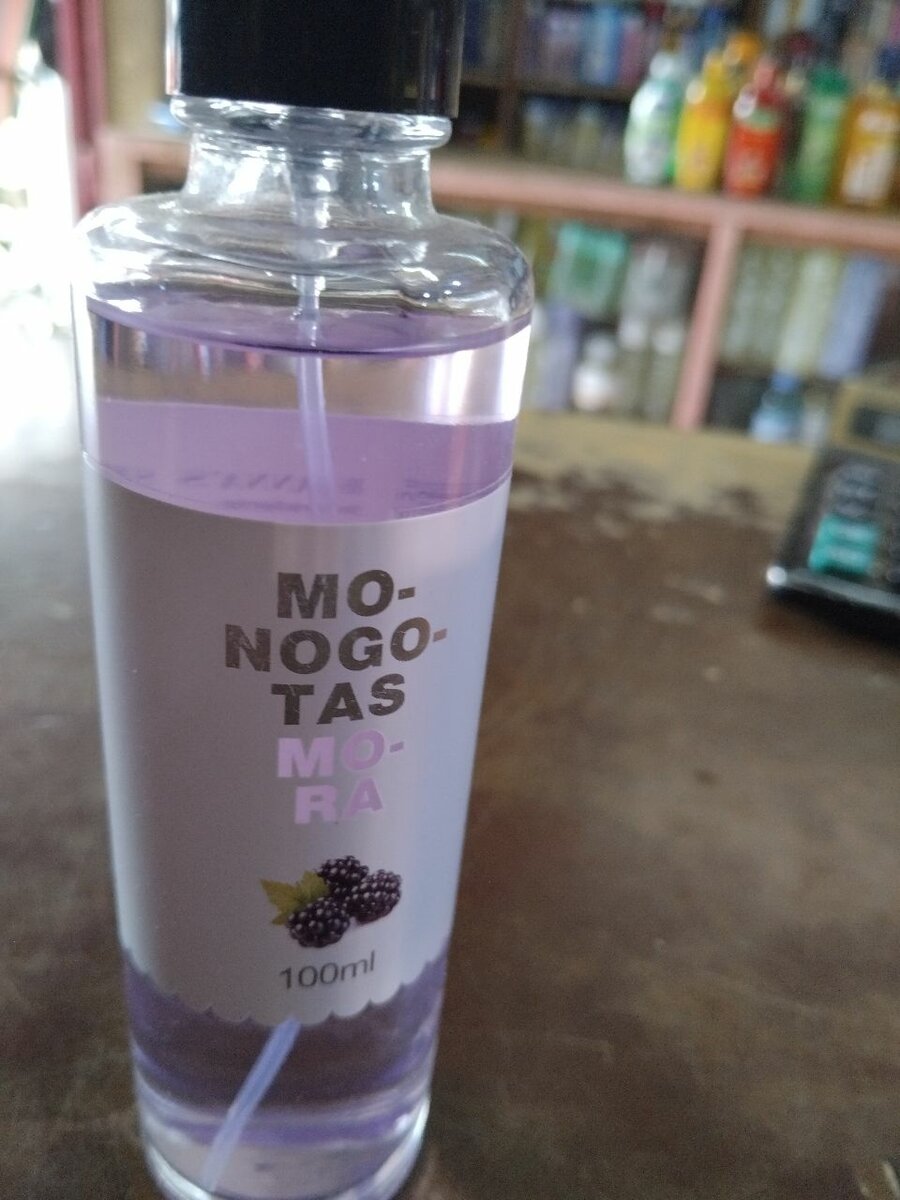 MO-
NOGO-
TAS
MO-
RA
100ml